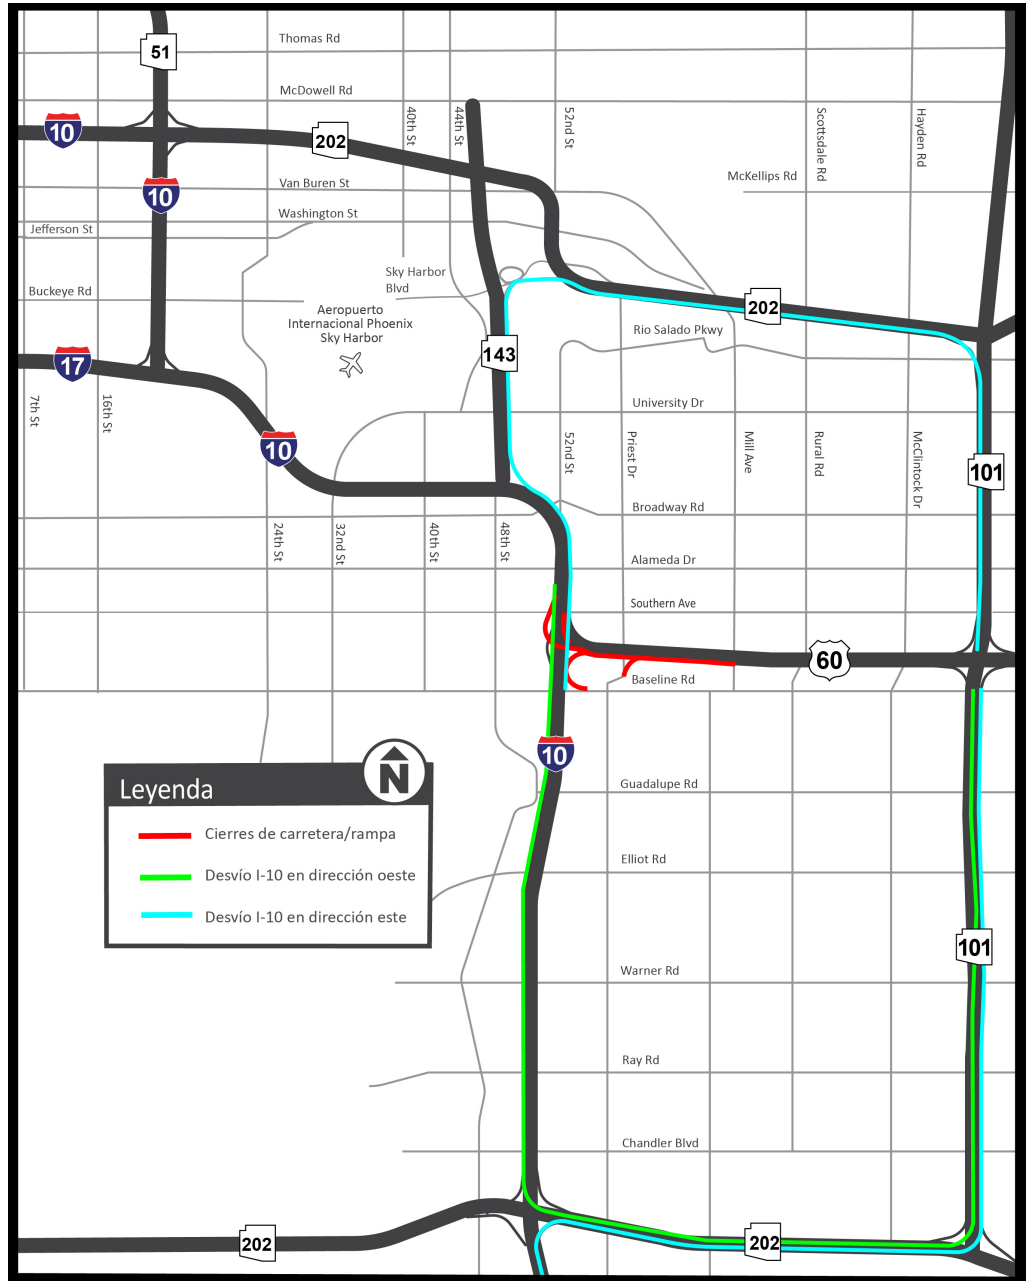 Thomas Rd
51
McDowell Rd
10
202
40th St
44th St
52nd St
Scottsdale Rd
Hayden Rd
10
Van Buren St
McKellips Rd
Washington St
Jefferson St
Sky Harbor
Blvd
Buckeye Rd
Aeropuerto
Internacional Phoenix
Sky Harbor
202
Rio Salado Pkwy
143
17
7th St
16th St
University Dr
10
52nd St
Priest Dr
Mill Ave
Rural Rd
McClintock Dr
101
Broadway Rd
24th St
32nd St
40th St
48th St
Alameda Dr
Southern Ave
60
Baseline Rd
10
N
Leyenda
Guadalupe Rd
Cierres de carretera/rampa
Elliot Rd
Desvío I-10 en dirección oeste
Desvío I-10 en dirección este
101
Warner Rd
Ray Rd
Chandler Blvd
202
202